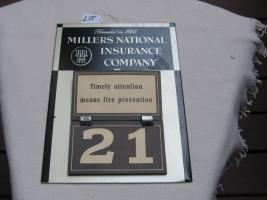 Founded in 1865
MILLERS NATIONAL
INSURANCE
COMPANY
Timely attention
means fire prevention
21